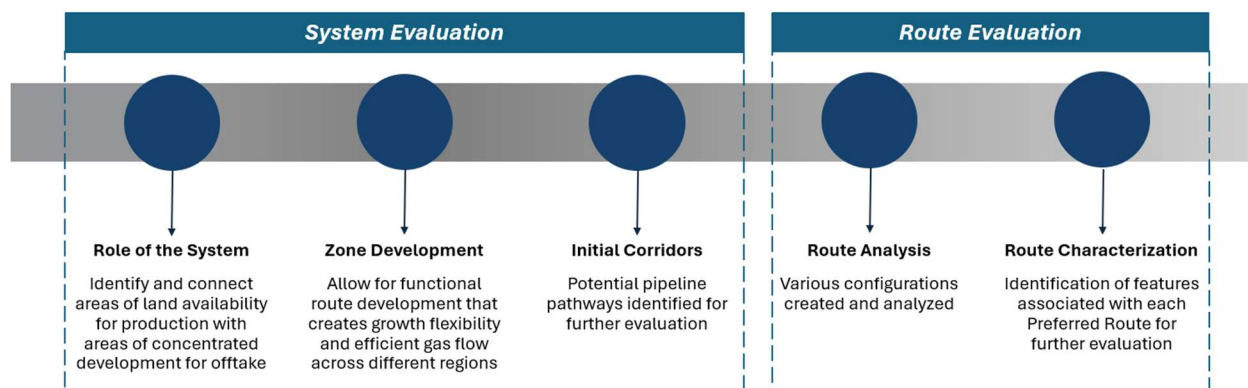 System Evaluation
Route Evaluation
Role of the System
Identify and connect
areas of land availability
for production with
areas of concentrated
development for offtake
Zone Development
Allow for functional
route development that
creates growth flexibility
and efficient gas flow
across different regions
Initial Corridors
Potential pipeline
pathways identified for
further evaluation
Route Analysis
Various configurations
created and analyzed
Route Characterization
Identification of features
associated with each
Preferred Route for
further evaluation